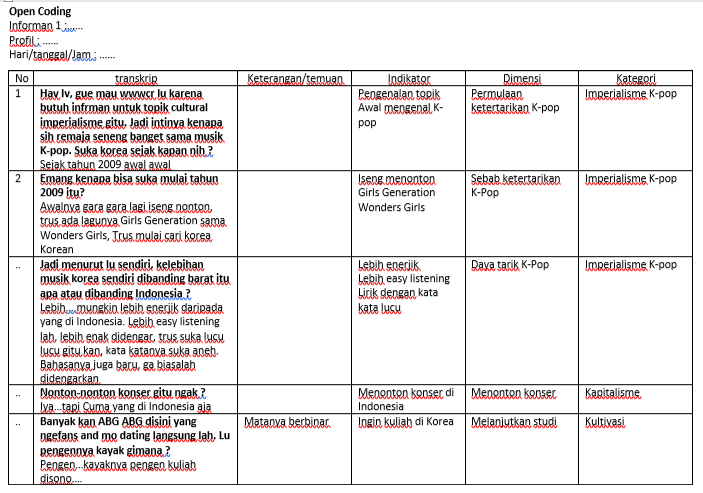 Open Coding
Informan 1 :......
Profil : ......
Hari/tanggal/Jam : ......
No transkrip Keterangan/temuan Indikator Dimensi Kategori
1
Hay Iv, gue mau wwwcr lu karena
butuh infrman untuk topik cultural
imperialisme gitu. Jadi intinya kenapa
sih remaja seneng banget sama musik
K-pop. Suka korea sejak kapan nih ?
Sejak tahun 2009 awal awal
Pengenalan topik
Awal mengenal K-
pop
Permulaan
ketertarikan K-pop
Imperialisme K-pop
2
Emang kenapa bisa suka mulai tahun
2009 itu?
Awalnya gara gara lagi iseng nonton,
trus ada lagunya Girls Generation sama
Wonders Girls, Trus mulai cari korea
Korean
Iseng menonton
Girls Generation
Wonders Girls
Sebab ketertarikan
K-Pop
Imperialisme K-pop
..
Jadi menurut lu sendiri, kelebihan
musik korea sendiri dibanding barat itu
apa atau dibanding Indonesia ?
Lebih....mungkin lebih enerjik daripada
yang di Indonesia. Lebih easy listening
lah, lebih enak didengar, trus suka lucu
lucu gitu kan, kata katanya suka aneh.
Bahasanya juga baru, ga biasalah
didengarkan
Lebih enerjik
Lebih easy listening
Lirik dengan kata
kata lucu
Daya tarik K-Pop
Imperialisme K-pop
..
Nonton-nonton konser gitu ngak ?
Iya...tapi Cuma yang di Indonesia aja
Menonton konser di
Indonesia
Menonton konser
Kapitalisme
..
Banyak kan ABG ABG disini yang
ngefans and mo dating langsung lah, Lu
pengennya kayak gimana ?
Pengen...kayaknya pengen kuliah
disono....
Matanya berbinar
Ingin kuliah di Korea
Melanjutkan studi
Kultivasi